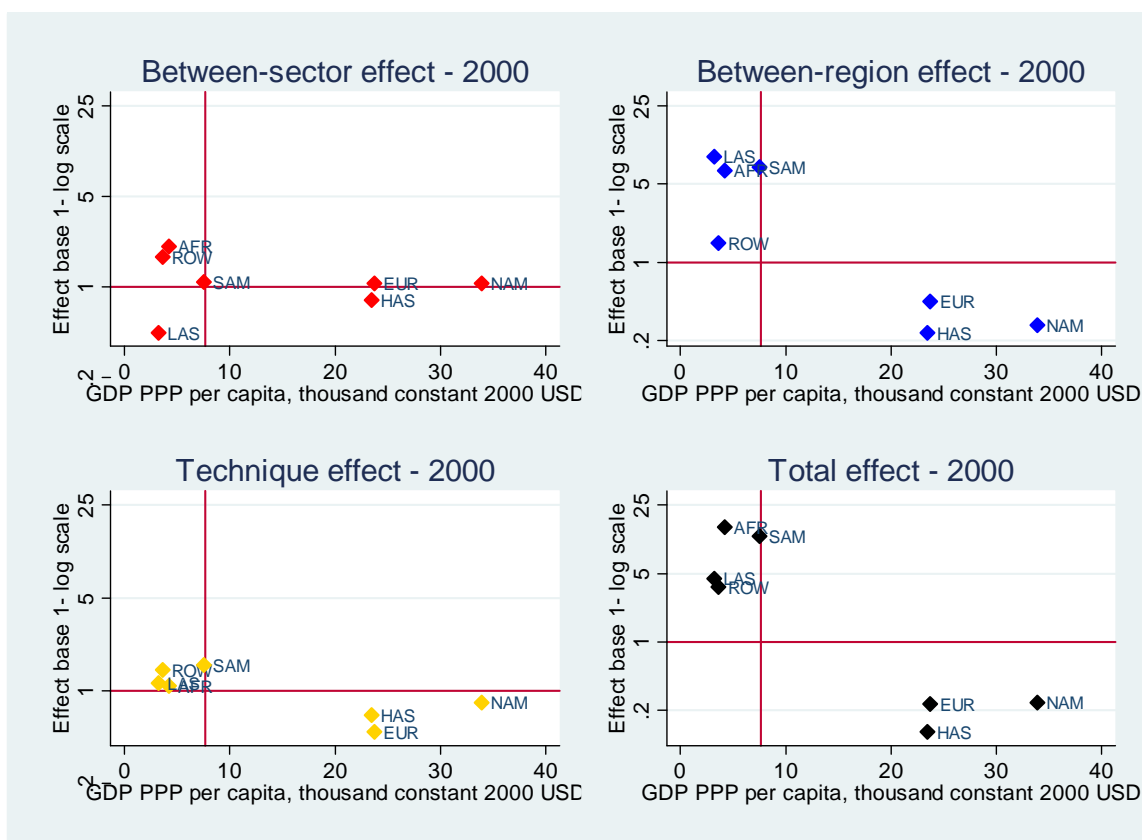 Between-sector effect - 2000
Effect base 1- log scale
25
5
1
.2
AFR
ROW
SAM
LAS
EUR
HAS
NAM
0 10 20 30 40
GDP PPP per capita, thousand constant 2000 USD
Between-region effect - 2000
Effect base 1- log scale
25
5
1
.2
LAS
AFR
SAM
ROW
EUR
HAS
NAM
0 10 20 30 40
GDP PPP per capita, thousand constant 2000 USD
Technique effect - 2000
Effect base 1- log scale
25
5
1
.2
ROW
SAM
LAS
AFR
HAS
EUR
NAM
0 10 20 30 40
GDP PPP per capita, thousand constant 2000 USD
Total effect - 2000
Effect base 1- log scale
25
5
1
.2
AFR
SAM
LAS
ROW
EUR
HAS
NAM
0 10 20 30 40
GDP PPP per capita, thousand constant 2000 USD